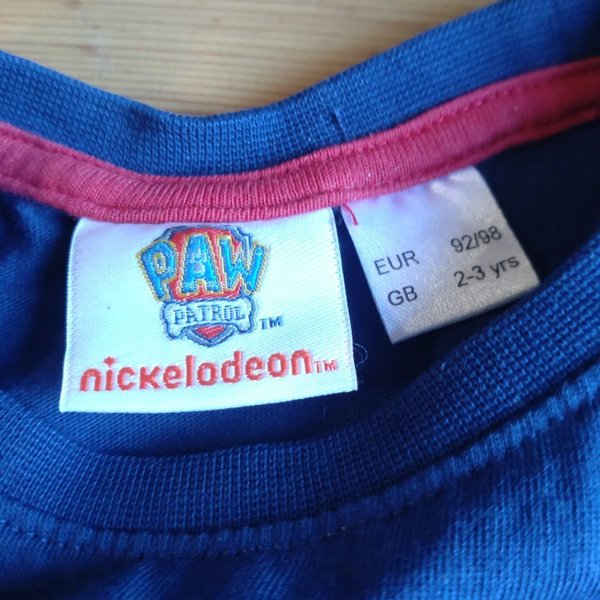 PAW
PATROL TM
nickelodeon TM
EUR 92/98
GB 2-3 yrs